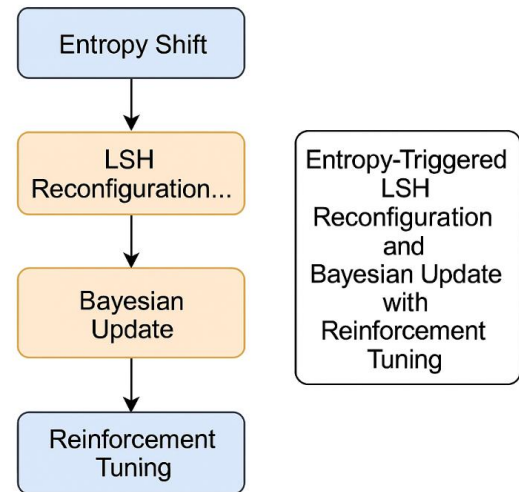 Entropy Shift
LSH
Reconfiguration...
Bayesian
Update
Reinforcement
Tuning
Entropy-Triggered
LSH
Reconfiguration
and
Bayesian Update
with
Reinforcement
Tuning